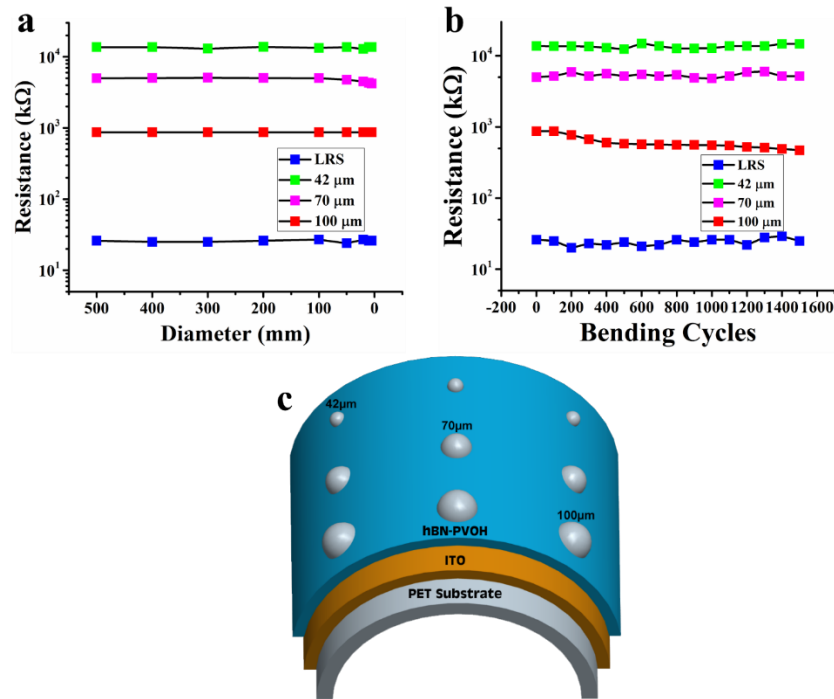 a
Resistance (kΩ)
10⁴
10³
10²
10¹
LRS
42 μm
70 μm
100 μm
500 400 300 200 100 0
Diameter (mm)
b
Resistance (kΩ)
10⁴
10³
10²
10¹
LRS
42 μm
70 μm
100 μm
-200 0 200 400 600 800 1000 1200 1400 1600
Bending Cycles
c
42μm
70μm
100μm
hBN-PVOH
ITO
PET Substrate